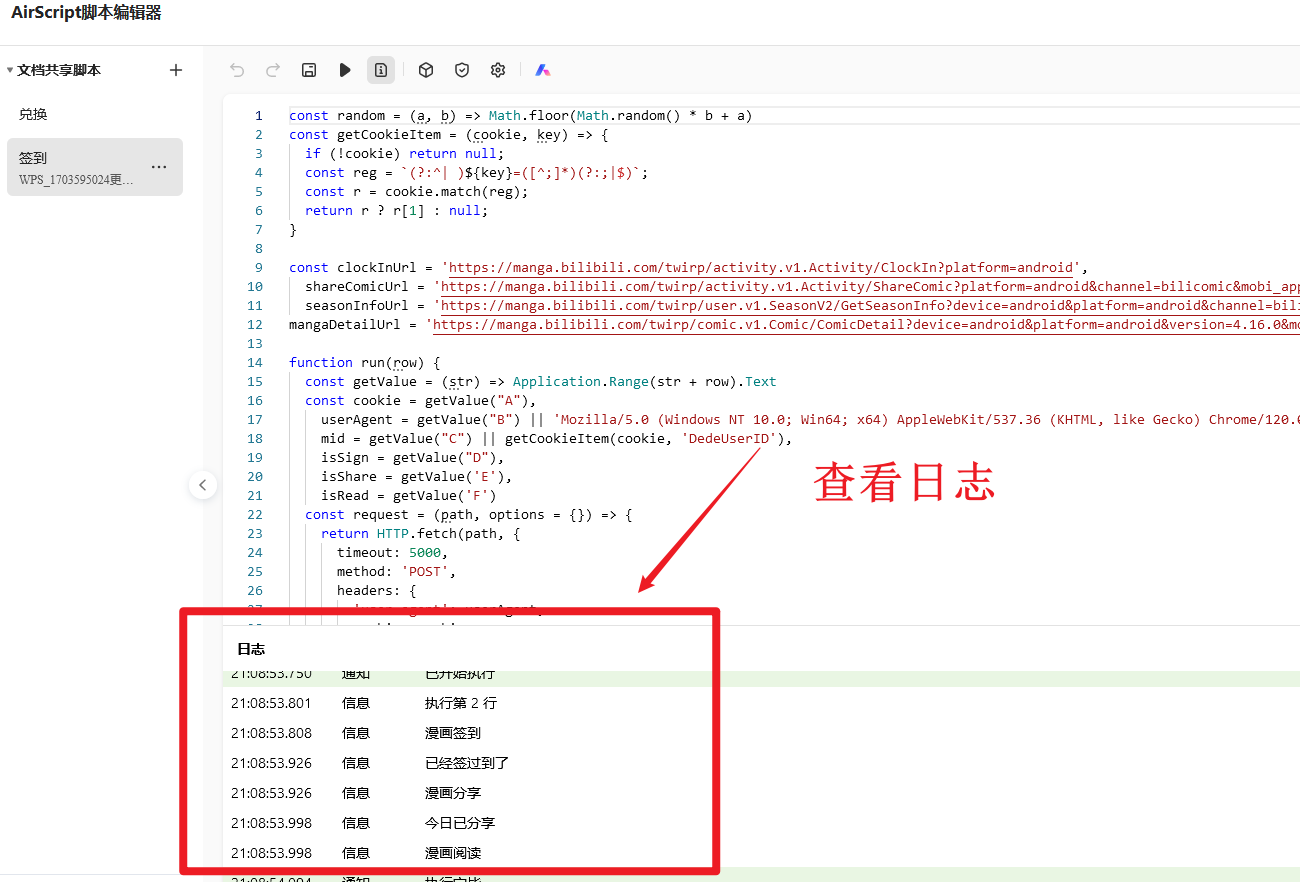 AirScript脚本编辑器
文档共享脚本
兑换
签到
WPS_1703595024更...
1 const random = (a, b) => Math.floor(Math.random() * b + a)
2 const getCookieItem = (cookie, key) => {
3 if (!cookie) return null;
4 const reg = `(?:^| )${key}=([^;]*)(?:;|$)`;
5 const r = cookie.match(reg);
6 return r ? r[1] : null;
7 }
8
9 const clockInUrl = 'https://manga.bilibili.com/twirp/activity.v1.Activity/ClockIn?platform=android',
10 shareComicUrl = 'https://manga.bilibili.com/twirp/activity.v1.Activity/ShareComic?platform=android&channel=bilicomic&mobi_app
11 seasonInfoUrl = 'https://manga.bilibili.com/twirp/user.v1.SeasonV2/GetSeasonInfo?device=android&platform=android&channel=bili
12 mangaDetailUrl = 'https://manga.bilibili.com/twirp/comic.v1.Comic/ComicDetail?device=android&platform=android&version=4.16.0&mo
13
14 function run(row) {
15 const getValue = (str) => Application.Range(str + row).Text
16 const cookie = getValue("A"),
17 userAgent = getValue("B") || 'Mozilla/5.0 (Windows NT 10.0; Win64; x64) AppleWebKit/537.36 (KHTML, like Gecko) Chrome/120.0
18 mid = getValue("C") || getCookieItem(cookie, 'DedeUserID'),
19 isSign = getValue("D"),
20 isShare = getValue('E'),
21 isRead = getValue('F')
22 const request = (path, options = {}) => {
23 return HTTP.fetch(path, {
24 timeout: 5000,
25 method: 'POST',
26 headers: {
查看日志
日志
21:08:53.750 通知 已开始执行
21:08:53.801 信息 执行第 2 行
21:08:53.808 信息 漫画签到
21:08:53.926 信息 已经签过到了
21:08:53.926 信息 漫画分享
21:08:53.998 信息 今日已分享
21:08:53.998 信息 漫画阅读